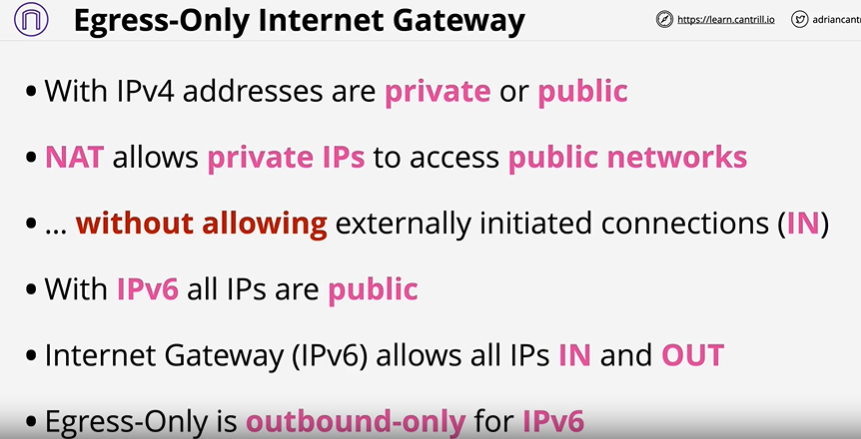 Egress-Only Internet Gateway
https://learn.cantrill.io
adriancant
• With IPv4 addresses are private or public
• NAT allows private IPs to access public networks
• ... without allowing externally initiated connections (IN)
• With IPv6 all IPs are public
• Internet Gateway (IPv6) allows all IPs IN and OUT
• Egress-Only is outbound-only for IPv6